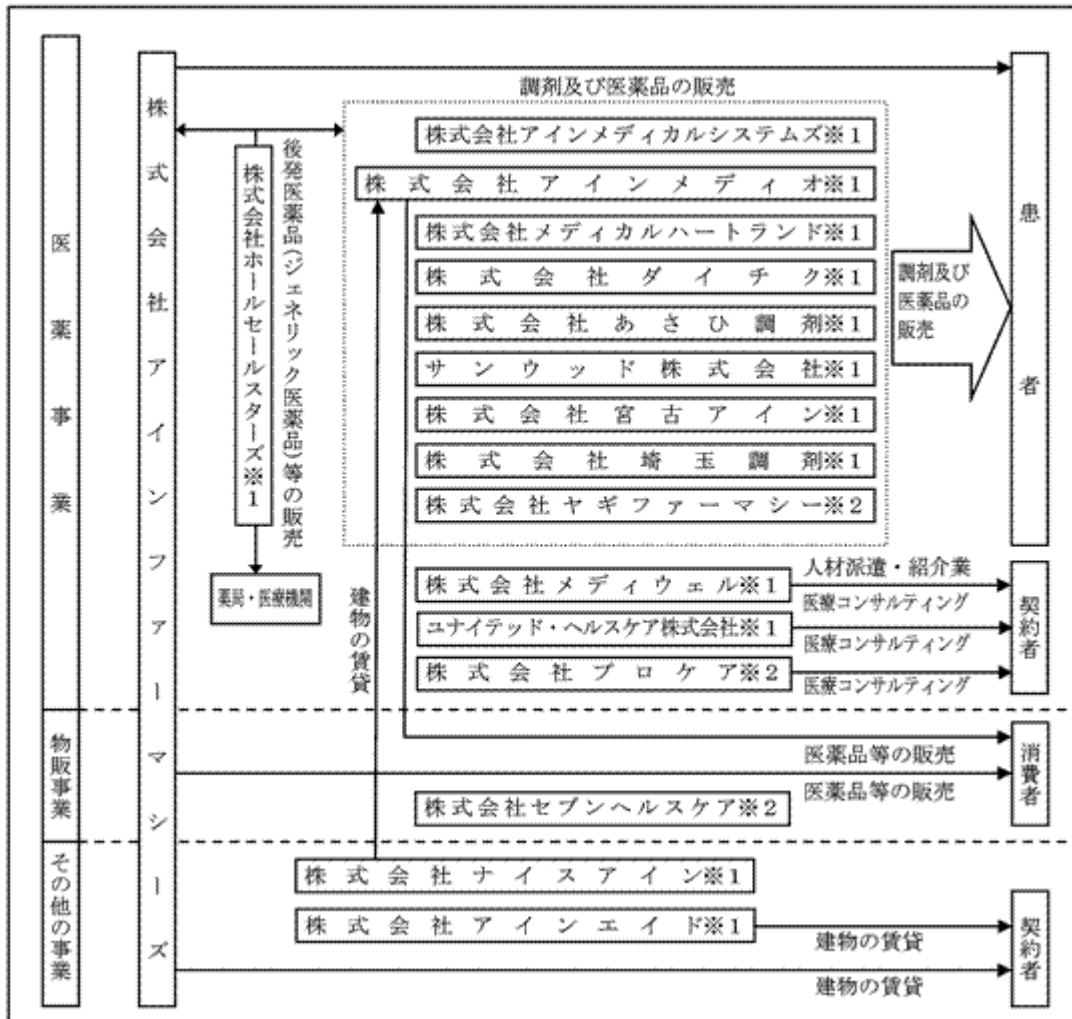 医薬事業
物販事業
その他の事業
株式会社アインファーマシーズ
調剤及び医薬品の販売
株式会社ホールセールスターズ※1
後発医薬品(ジェネリック医薬品)等の販売
薬局・医療機関
株式会社アインメディカルシステムズ※1
株式会社アインメディオ※1
株式会社メディカルハートランド※1
株式会社ダイチク※1
株式会社あさひ調剤※1
サンウッド株式会社※1
株式会社宮古アイン※1
株式会社埼玉調剤※1
株式会社ヤギファーマシー※2
調剤及び
医薬品の
販売
患者
建物の賃貸
株式会社メディウェル※1
人材派遣・紹介業
医療コンサルティング
ユナイテッド・ヘルスケア株式会社※1
医療コンサルティング
株式会社プロケア※2
医療コンサルティング
契約者
医薬品等の販売
医薬品等の販売
株式会社セブンヘルスケア※2
消費者
株式会社ナイスアイン※1
株式会社アインエイド※1
建物の賃貸
建物の賃貸
契約者